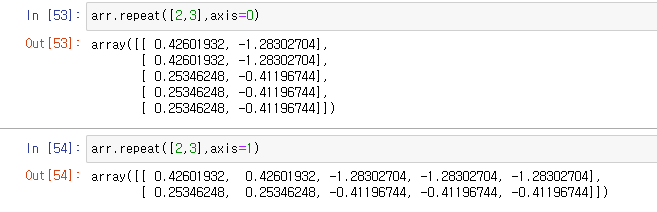 In [53]: arr.repeat([2,3],axis=0)
Out[53]: array([[ 0.42601932, -1.28302704],
[ 0.42601932, -1.28302704],
[ 0.25346248, -0.41196744],
[ 0.25346248, -0.41196744],
[ 0.25346248, -0.41196744]])
In [54]: arr.repeat([2,3],axis=1)
Out[54]: array([[ 0.42601932, 0.42601932, -1.28302704, -1.28302704, -1.28302704],
[ 0.25346248, 0.25346248, -0.41196744, -0.41196744, -0.41196744]])